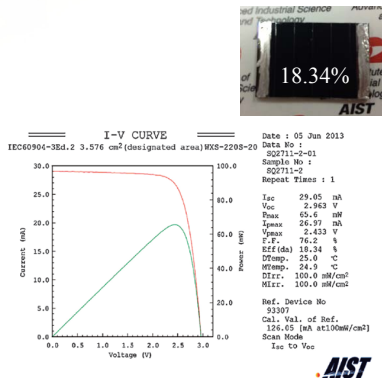 ed Industrial Science
and Technology
18.34%
AIST
I-V CURVE
IEC60904-3Ed.2 3.576 cm²(designated area)WXS-220S-20
Date : 05 Jun 2013
Data No :
SQ2711-2-01
Sample No :
SQ2711-2
Repeat Times : 1
Isc 29.05 mA
Voc 2.963 V
Pmax 65.6 mW
Ipmax 26.97 mA
Vpmax 2.433 V
F.F. 76.2 %
Eff(da) 18.34 %
DTemp. 25.0 ℃
MTemp. 24.9 ℃
DIrr. 100.0 mW/cm2
MIrr. 100.0 mW/cm2
Ref. Device No
93307
Cal. Val. of Ref.
126.05 [mA at100mW/cm2]
Scan Mode
Isc to Voc
30.0
25.0
20.0
15.0
10.0
5.0
0.0
Current (mA)
100.0
80.0
60.0
40.0
20.0
0.0
Power (mW)
0.0 0.5 1.0 1.5 2.0 2.5 3.0
Voltage (V)
AIST